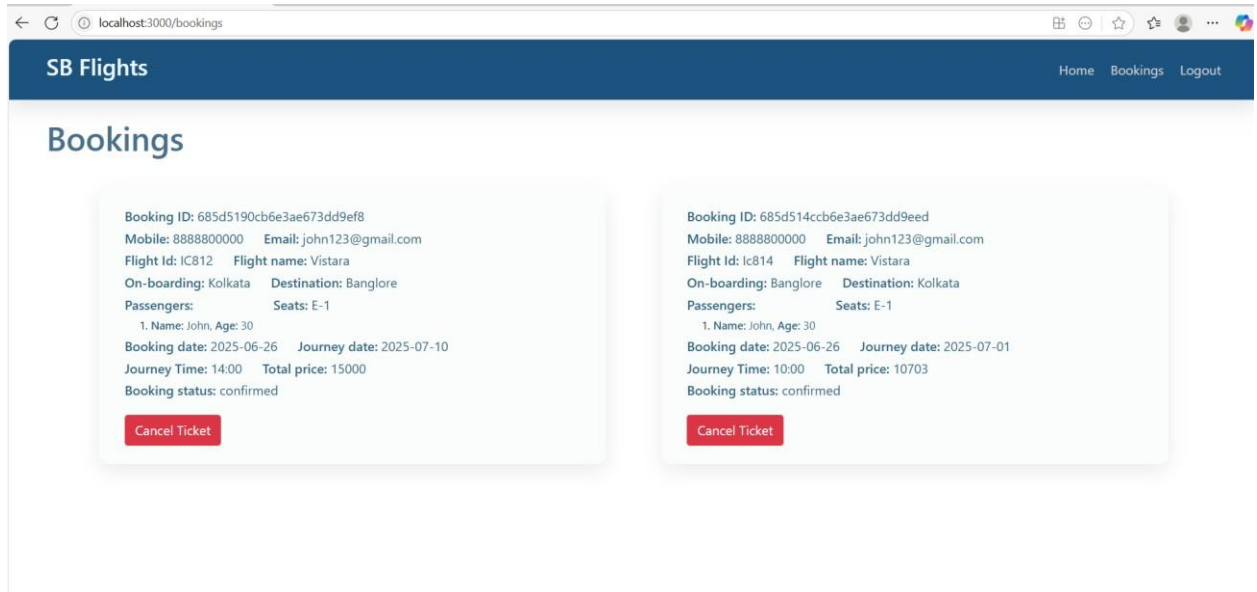 localhost:3000/bookings
SB Flights
Home Bookings Logout
Bookings
Booking ID: 685d5190cb6e3ae673dd9ef8
Mobile: 8888800000 Email: john123@gmail.com
Flight Id: IC812 Flight name: Vistara
On-boarding: Kolkata Destination: Banglore
Passengers: Seats: E-1
1. Name: John, Age: 30
Booking date: 2025-06-26 Journey date: 2025-07-10
Journey Time: 14:00 Total price: 15000
Booking status: confirmed
Cancel Ticket
Booking ID: 685d514ccb6e3ae673dd9eed
Mobile: 8888800000 Email: john123@gmail.com
Flight Id: Ic814 Flight name: Vistara
On-boarding: Banglore Destination: Kolkata
Passengers: Seats: E-1
1. Name: John, Age: 30
Booking date: 2025-06-26 Journey date: 2025-07-01
Journey Time: 10:00 Total price: 10703
Booking status: confirmed
Cancel Ticket